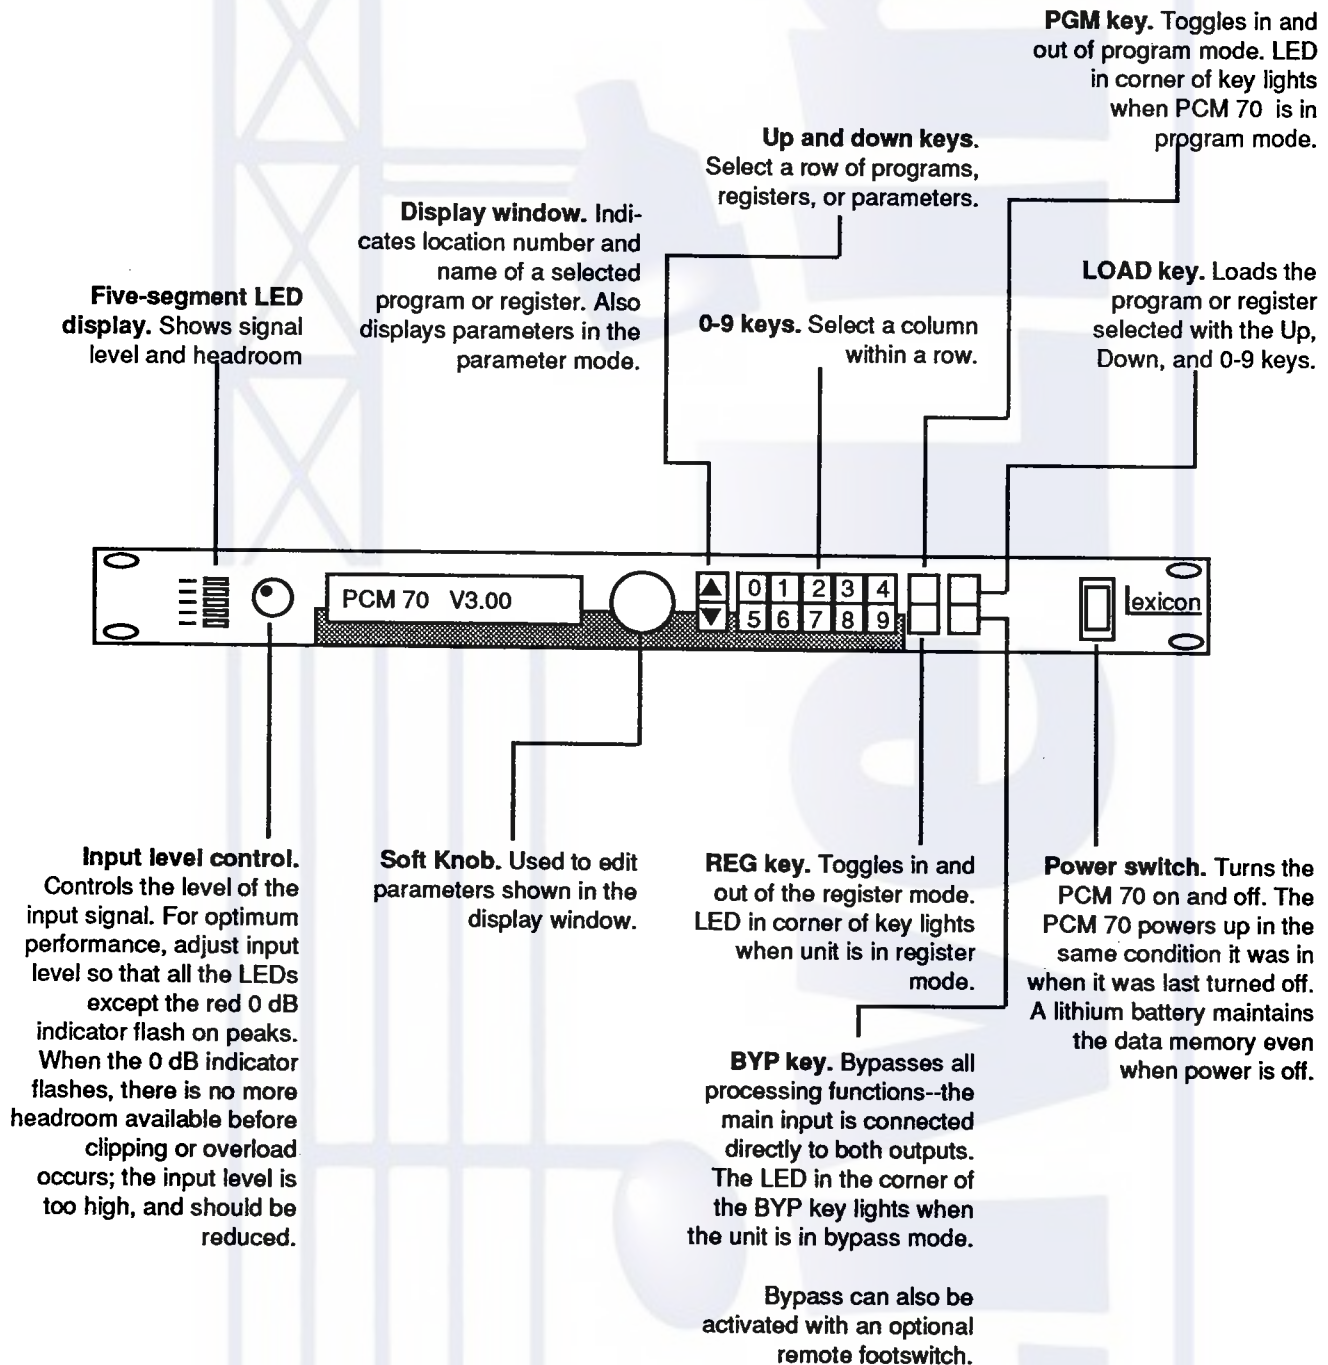 PGM key. Toggles in and
out of program mode. LED
in corner of key lights
when PCM 70 is in
program mode.
Up and down keys.
Select a row of programs,
registers, or parameters.
Display window. Indi-
cates location number and
name of a selected
program or register. Also
displays parameters in the
parameter mode.
LOAD key. Loads the
program or register
selected with the Up,
Down, and 0-9 keys.
Five-segment LED
display. Shows signal
level and headroom
0-9 keys. Select a column
within a row.
PCM 70 V3.00
0 1 2 3 4
5 6 7 8 9
Lexicon
Input level control.
Controls the level of the
input signal. For optimum
performance, adjust input
level so that all the LEDs
except the red 0 dB
indicator flash on peaks.
When the 0 dB indicator
flashes, there is no more
headroom available before
clipping or overload
occurs; the input level is
too high, and should be
reduced.
Soft Knob. Used to edit
parameters shown in the
display window.
REG key. Toggles in and
out of the register mode.
LED in corner of key lights
when unit is in register
mode.
BYP key. Bypasses all
processing functions--the
main input is connected
directly to both outputs.
The LED in the corner of
the BYP key lights when
the unit is in bypass mode.
Bypass can also be
activated with an optional
remote footswitch.
Power switch. Turns the
PCM 70 on and off. The
PCM 70 powers up in the
same condition it was in
when it was last turned off.
A lithium battery maintains
the data memory even
when power is off.